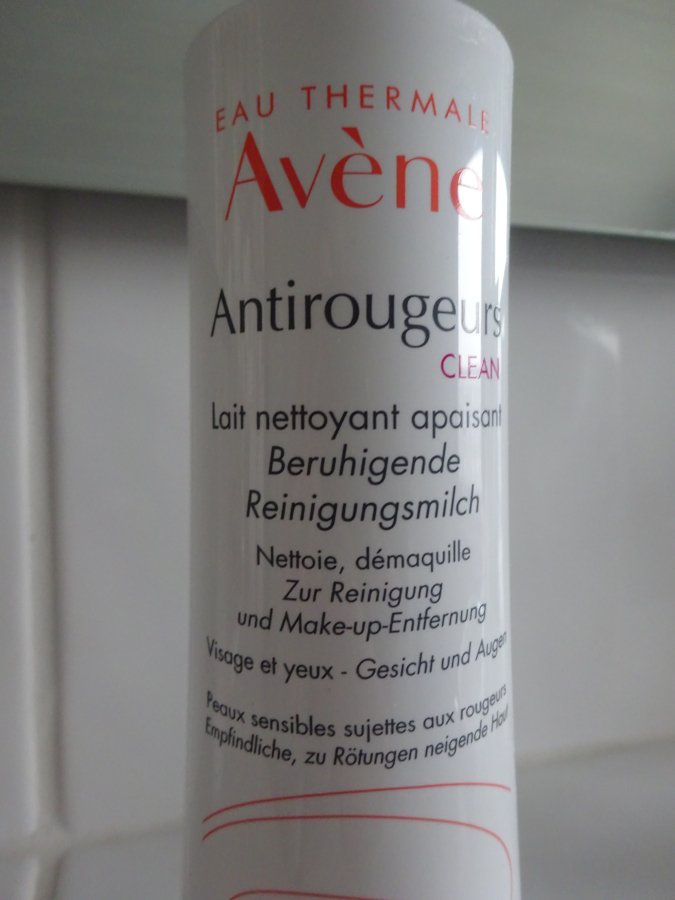 EAU THERMALE
Avène
Antirougeurs
CLEAN
Lait nettoyant apaisant
Beruhigende
Reinigungsmilch
Nettoie, démaquille
Zur Reinigung
und Make-up-Entfernung
Visage et yeux - Gesicht und Augen
Peaux sensibles sujettes aux rougeurs
Empfindliche, zu Rötungen neigende Haut